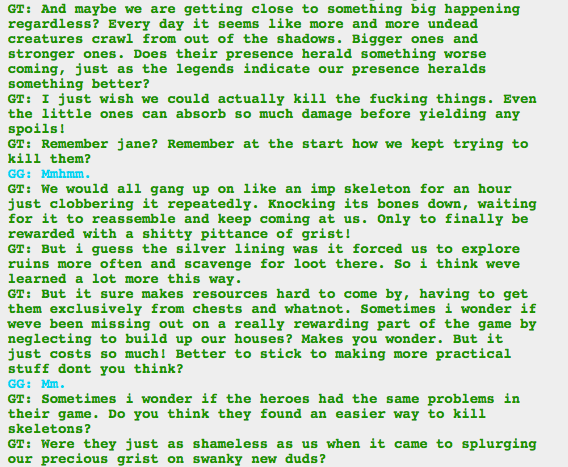 GT: And maybe we are getting close to something big happening
regardless? Every day it seems like more and more undead
creatures crawl from out of the shadows. Bigger ones and
stronger ones. Does their presence herald something worse
coming, just as the legends indicate our presence heralds
something better?
GT: I just wish we could actually kill the fucking things. Even
the little ones can absorb so much damage before yielding any
spoils!
GT: Remember jane? Remember at the start how we kept trying to
kill them?
GG: Mmhmm.
GT: We would all gang up on like an imp skeleton for an hour
just clobbering it repeatedly. Knocking its bones down, waiting
for it to reassemble and keep coming at us. Only to finally be
rewarded with a shitty pittance of grist!
GT: But i guess the silver lining was it forced us to explore
ruins more often and scavenge for loot there. So i think weve
learned a lot more this way.
GT: But it sure makes resources hard to come by, having to get
them exclusively from chests and whatnot. Sometimes i wonder if
weve been missing out on a really rewarding part of the game by
neglecting to build up our houses? Makes you wonder. But it
just costs so much! Better to stick to making more practical
stuff dont you think?
GG: Mm.
GT: Sometimes i wonder if the heroes had the same problems in
their game. Do you think they found an easier way to kill
skeletons?
GT: Were they just as shameless as us when it came to splurging
our precious grist on swanky new duds?